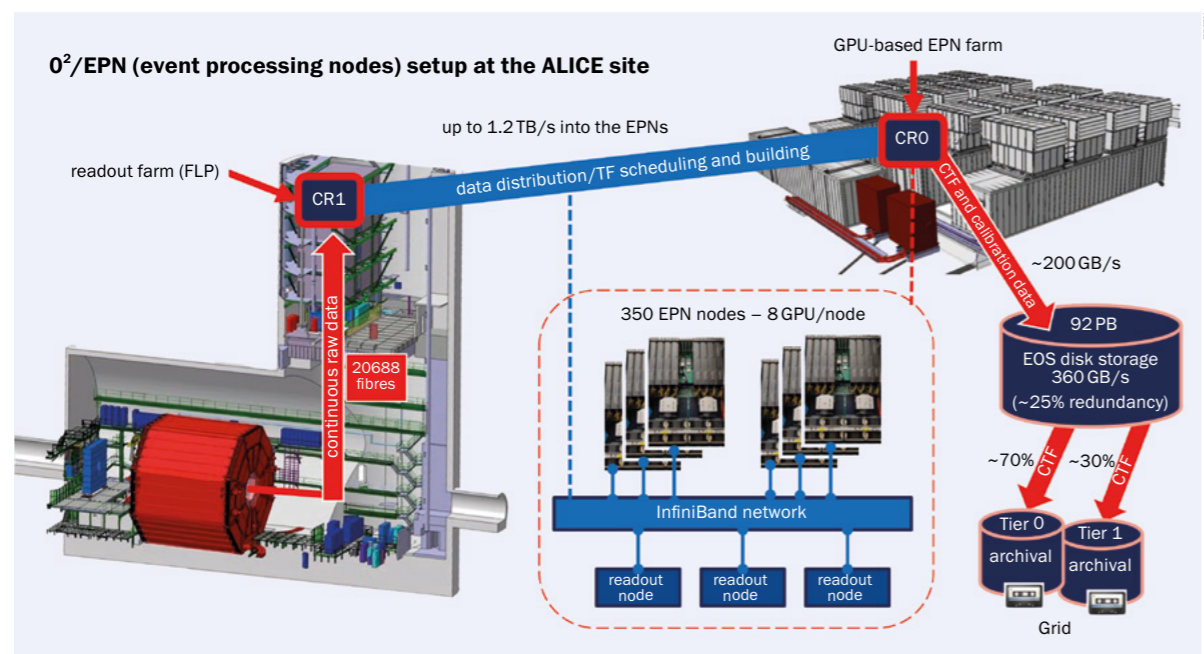 0²/EPN (event processing nodes) setup at the ALICE site
GPU-based EPN farm
up to 1.2 TB/s into the EPNs
CR0
readout farm (FLP)
data distribution/TF scheduling and building
CR1
CTF and calibration data
~200 GB/s
continuous raw data
20688
fibres
350 EPN nodes – 8 GPU/node
92 PB
EOS disk storage
360 GB/s
(~25% redundancy)
~70%
CTF
~30%
CTF
InfiniBand network
readout
node
readout
node
readout
node
Tier 0
archival
Tier 1
archival
Grid